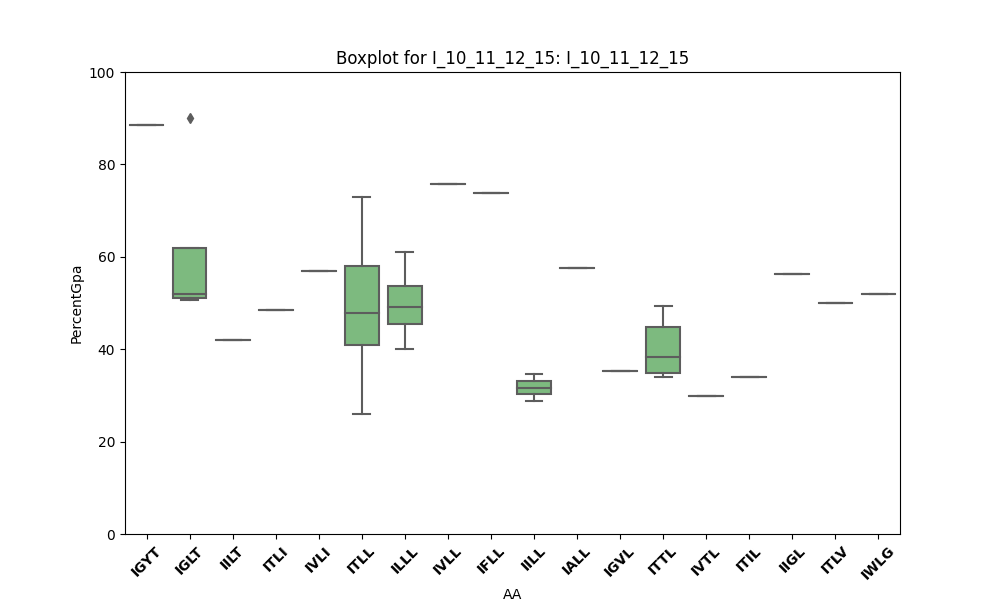 Boxplot for I_10_11_12_15: I_10_11_12_15
100
80
60
40
20
0
PercentGpa
IGYT
IGLT
IILT
ITLI
IVLI
ITLL
ILLL
IVLL
IFLL
IILL
IALL
IGVL
ITTL
IVTL
ITIL
IIGL
ITLV
IWLG
AA